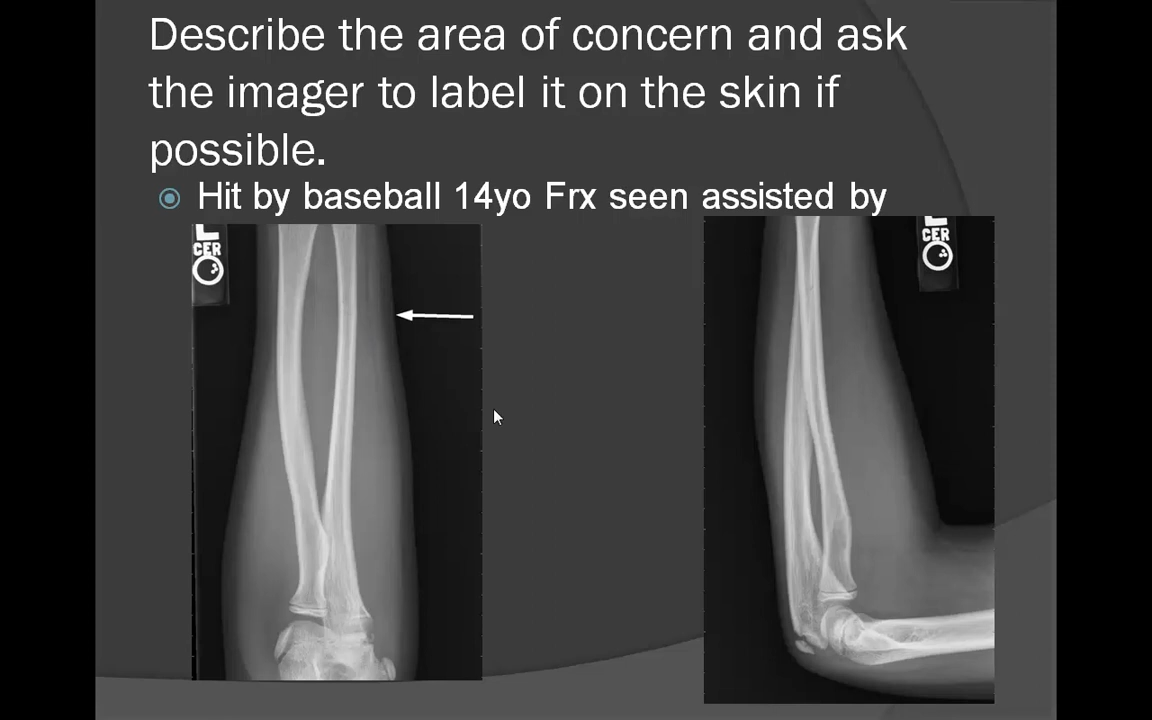 Describe the area of concern and ask
the imager to label it on the skin if
possible.
Hit by baseball 14yo Frx seen assisted by
L
CER
L
CER